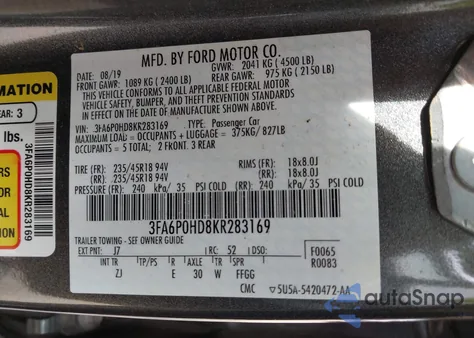 MFD. BY FORD MOTOR CO.
DATE: 08/19 GVWR: 2041 KG ( 4500 LB)
FRONT GAWR: 1089 KG ( 2400 LB) REAR GAWR: 975 KG ( 2150 LB)
THIS VEHICLE CONFORMS TO ALL APPLICABLE FEDERAL MOTOR
VEHICLE SAFETY, BUMPER, AND THEFT PREVENTION STANDARDS
IN EFFECT ON THE DATE OF MANUFACTURE SHOWN ABOVE.
VIN: 3FA6P0HD8KR283169 TYPE: Passenger Car
MAXIMUM LOAD = OCCUPANTS + LUGGAGE = 375KG/ 827LB
OCCUPANTS = 5 TOTAL: 2 FRONT, 3 REAR
TIRE (FR): 235/45R18 94V (FR): 18x8.0J
TIRE(R): 235/45R18 94V (R): 18x8.0J
PRESSURE (FR): 240 kPa/ 35 PSI COLD (R): 240 kPa/ 35 PSI COLD
3FA6P0HD8KR283169
TRAILER TOWING - SEE OWNER GUIDE
EXT PNT: J7 RC: 52 DSO: F0065
INT TR TP/PS R AXLE TR SPR R0083
ZJ E 30 W FFGG
CMC 5U5A-5420472-AA
MATION
EAR: 3
lbs.
3FA6P0HD8KR283169
autoSnap